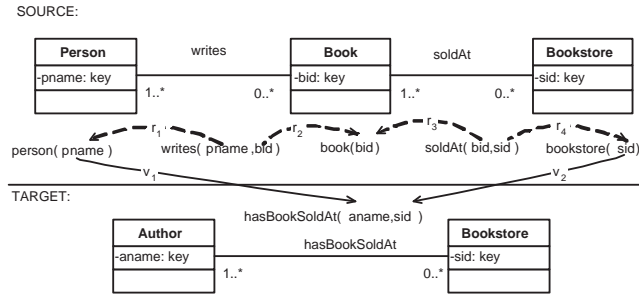 SOURCE:
Person writes Book soldAt Bookstore
-pname: key -bid: key -sid: key
1..* 0..* 1..* 0..*
r1 r2 r3 r4
person( pname ) writes( pname ,bid) book(bid) soldAt( bid,sid ) bookstore( sid)
v1 v2
TARGET:
hasBookSoldAt( aname,sid )
Author hasBookSoldAt Bookstore
-aname: key -sid: key
1..* 0..*